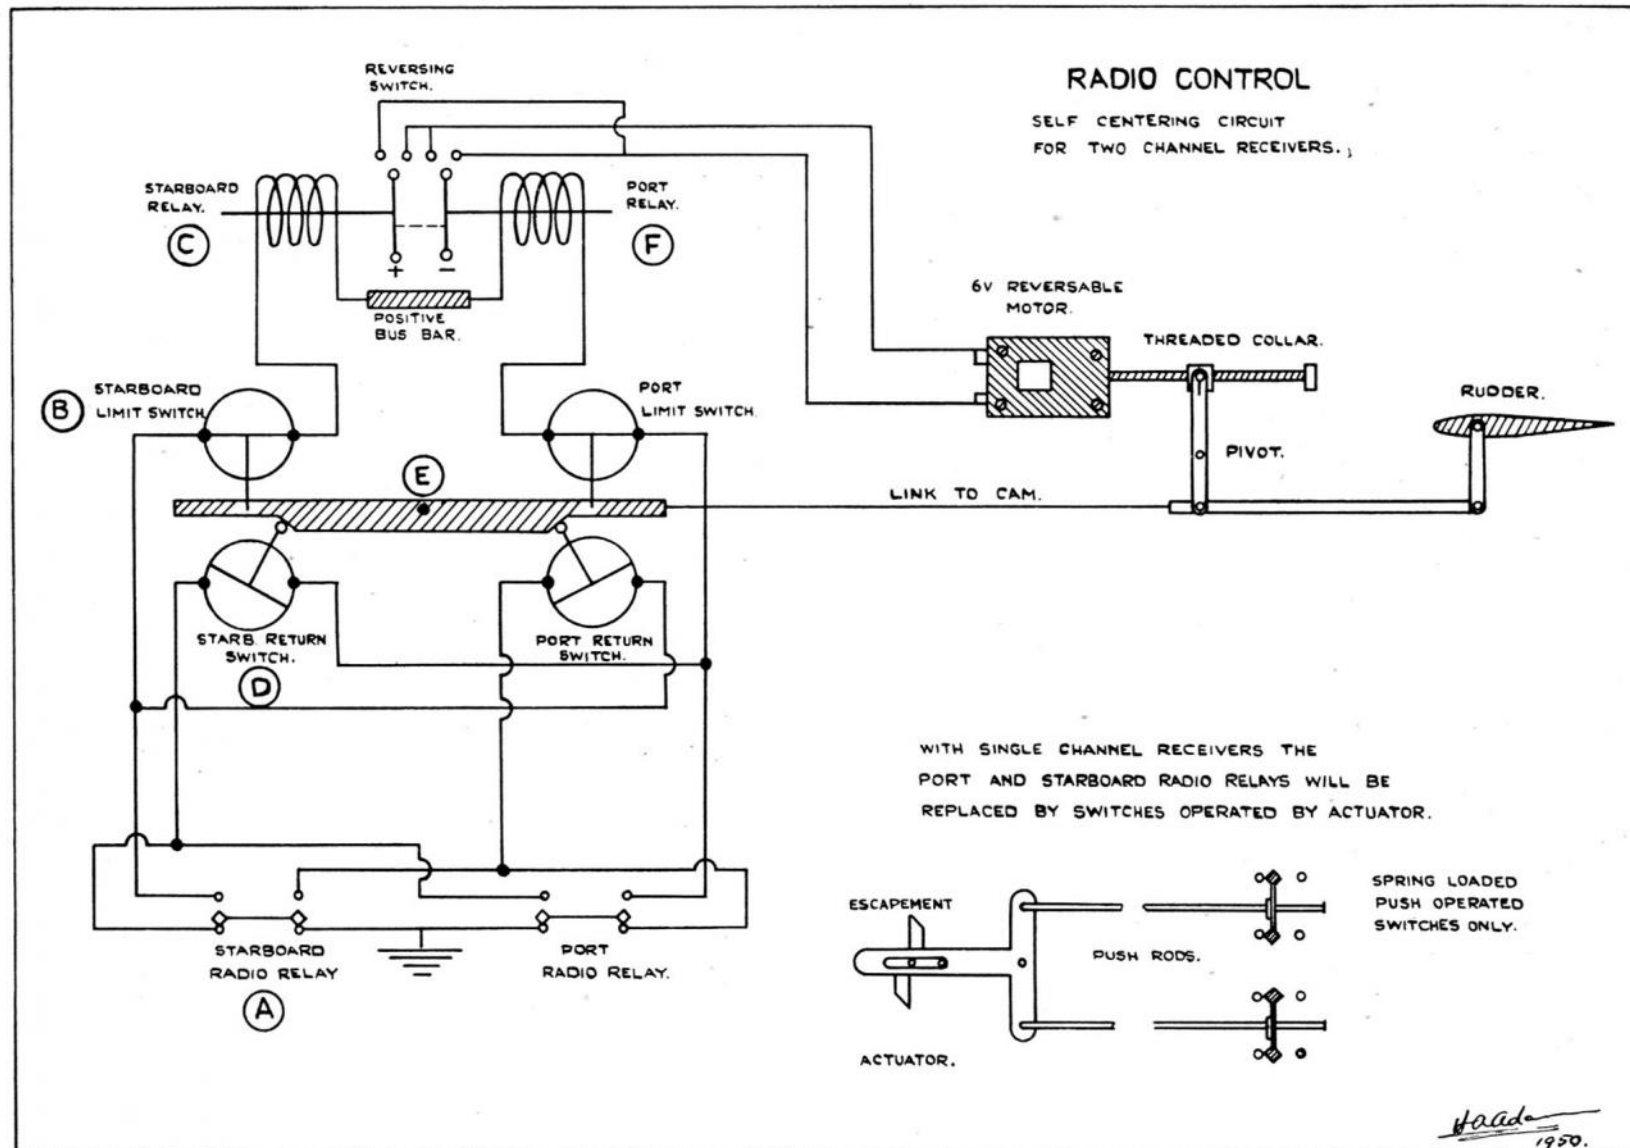 RADIO CONTROL
SELF CENTERING CIRCUIT
FOR TWO CHANNEL RECEIVERS.
REVERSING
SWITCH.
STARBOARD
RELAY.
C
PORT
RELAY.
F
+ −
POSITIVE
BUS BAR.
6V REVERSABLE
MOTOR.
THREADED COLLAR.
RUDDER.
PIVOT.
LINK TO CAM.
B
STARBOARD
LIMIT SWITCH
PORT
LIMIT SWITCH.
E
STARB. RETURN
SWITCH.
D
PORT RETURN
SWITCH.
STARBOARD
RADIO RELAY
A
PORT
RADIO RELAY.
WITH SINGLE CHANNEL RECEIVERS THE
PORT AND STARBOARD RADIO RELAYS WILL BE
REPLACED BY SWITCHES OPERATED BY ACTUATOR.
ESCAPEMENT
PUSH RODS.
SPRING LOADED
PUSH OPERATED
SWITCHES ONLY.
ACTUATOR.
1950.